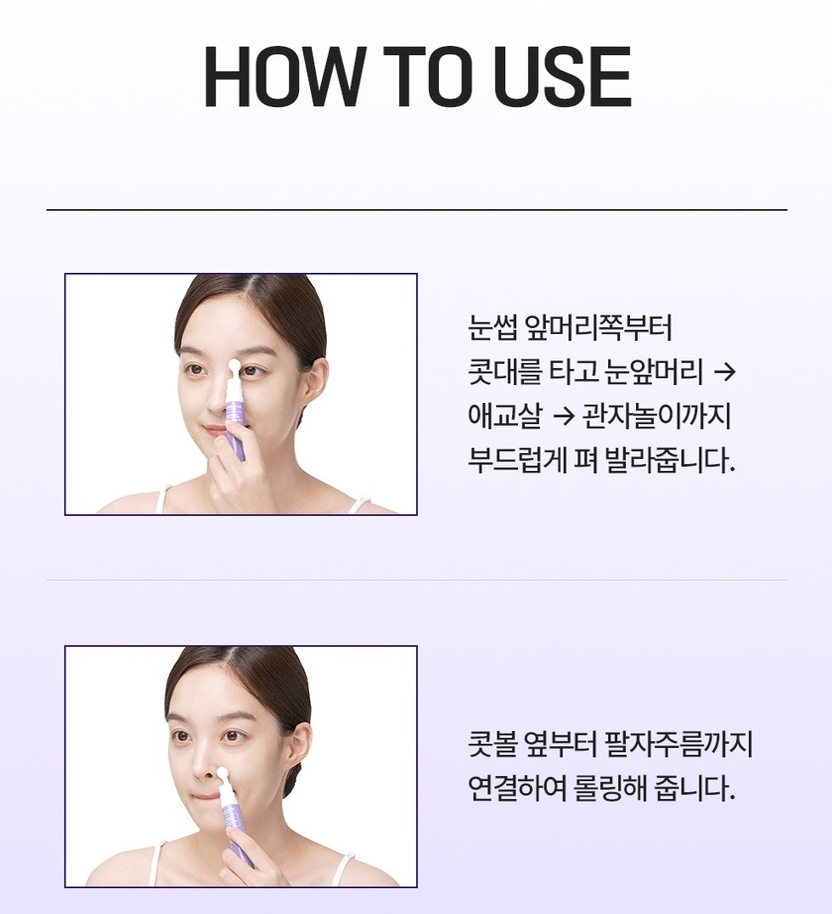 HOW TO USE
눈썹 앞머리쪽부터
콧대를 타고 눈앞머리 →
애교살 → 관자놀이까지
부드럽게 펴 발라줍니다.
콧볼 옆부터 팔자주름까지
연결하여 롤링해 줍니다.